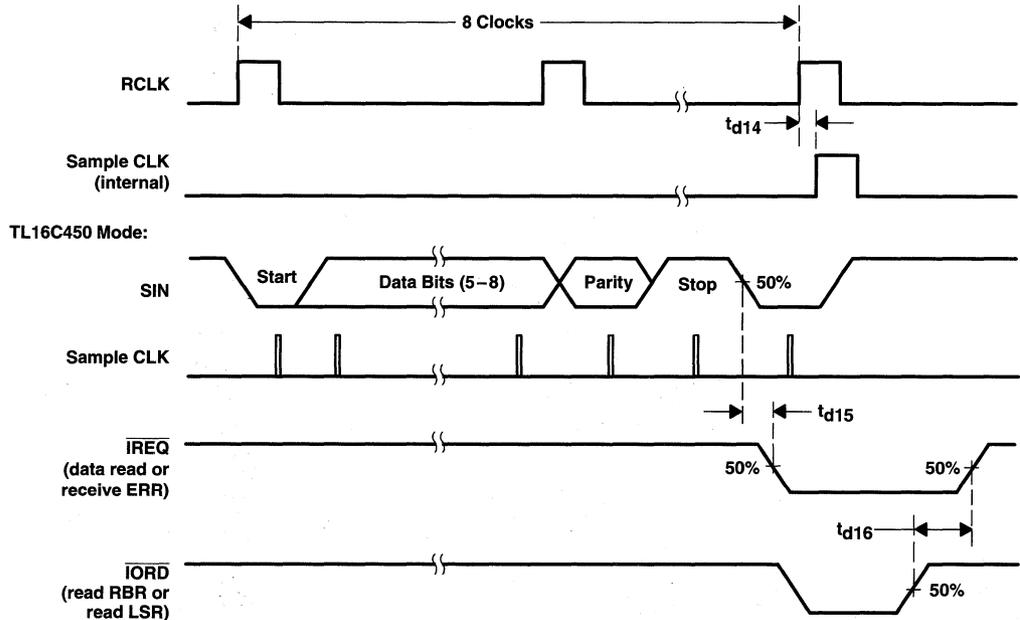 8 Clocks
RCLK
td14
Sample CLK
(internal)
TL16C450 Mode:
SIN
Start
Data Bits (5–8)
Parity
Stop
50%
Sample CLK
td15
IREQ
(data read or
receive ERR)
50%
50%
td16
IORD
(read RBR or
read LSR)
50%